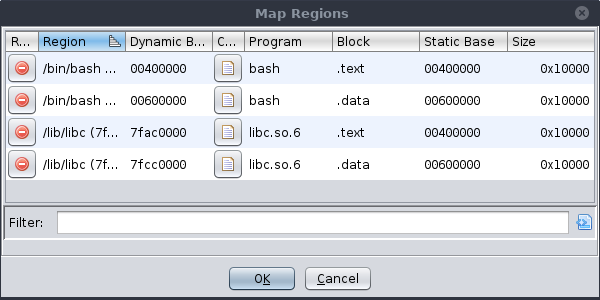 Map Regions
R... Region Dynamic B... C... Program Block Static Base Size
/bin/bash ... 00400000 bash .text 00400000 0x10000
/bin/bash ... 00600000 bash .data 00600000 0x10000
/lib/libc (7f... 7fac0000 libc.so.6 .text 00400000 0x10000
/lib/libc (7f... 7fcc0000 libc.so.6 .data 00600000 0x10000
Filter:
OK Cancel